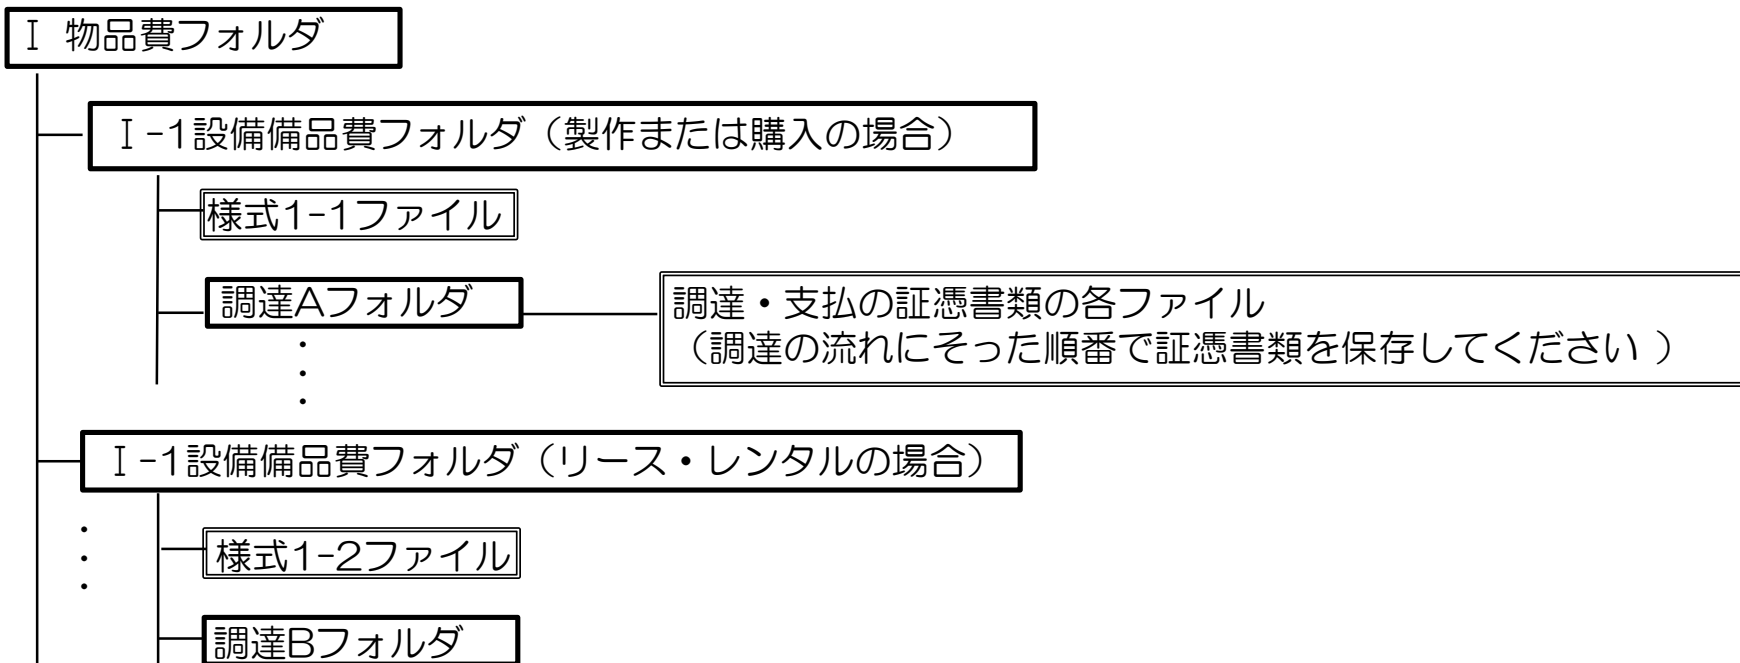 Ⅰ 物品費フォルダ
Ⅰ-1設備備品費フォルダ（製作または購入の場合）
様式1-1ファイル
調達Aフォルダ
調達・支払の証憑書類の各ファイル
（調達の流れにそった順番で証憑書類を保存してください ）
・
・
・
Ⅰ-1設備備品費フォルダ（リース・レンタルの場合）
・
・
・
様式1-2ファイル
調達Bフォルダ